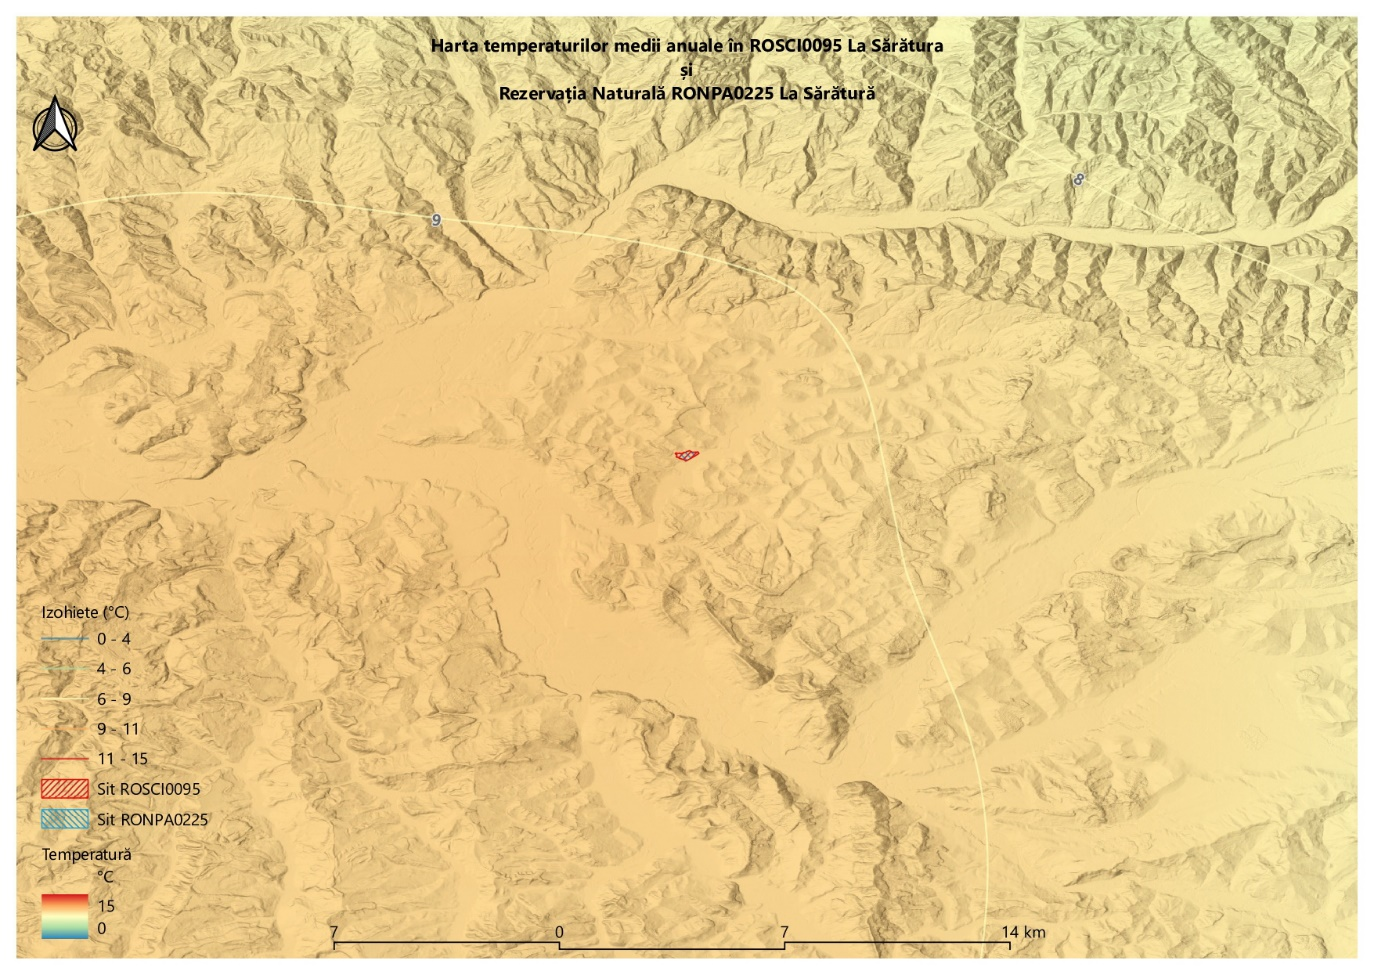 Harta temperaturilor medii anuale în ROSCI0095 La Sărătura
și
Rezervația Naturală RONPA0225 La Sărătură
8
9
Izohiete (°C)
0 - 4
4 - 6
6 - 9
9 - 11
11 - 15
Sit ROSCI0095
Sit RONPA0225
Temperatură
°C
15
0
7 0 7 14 km